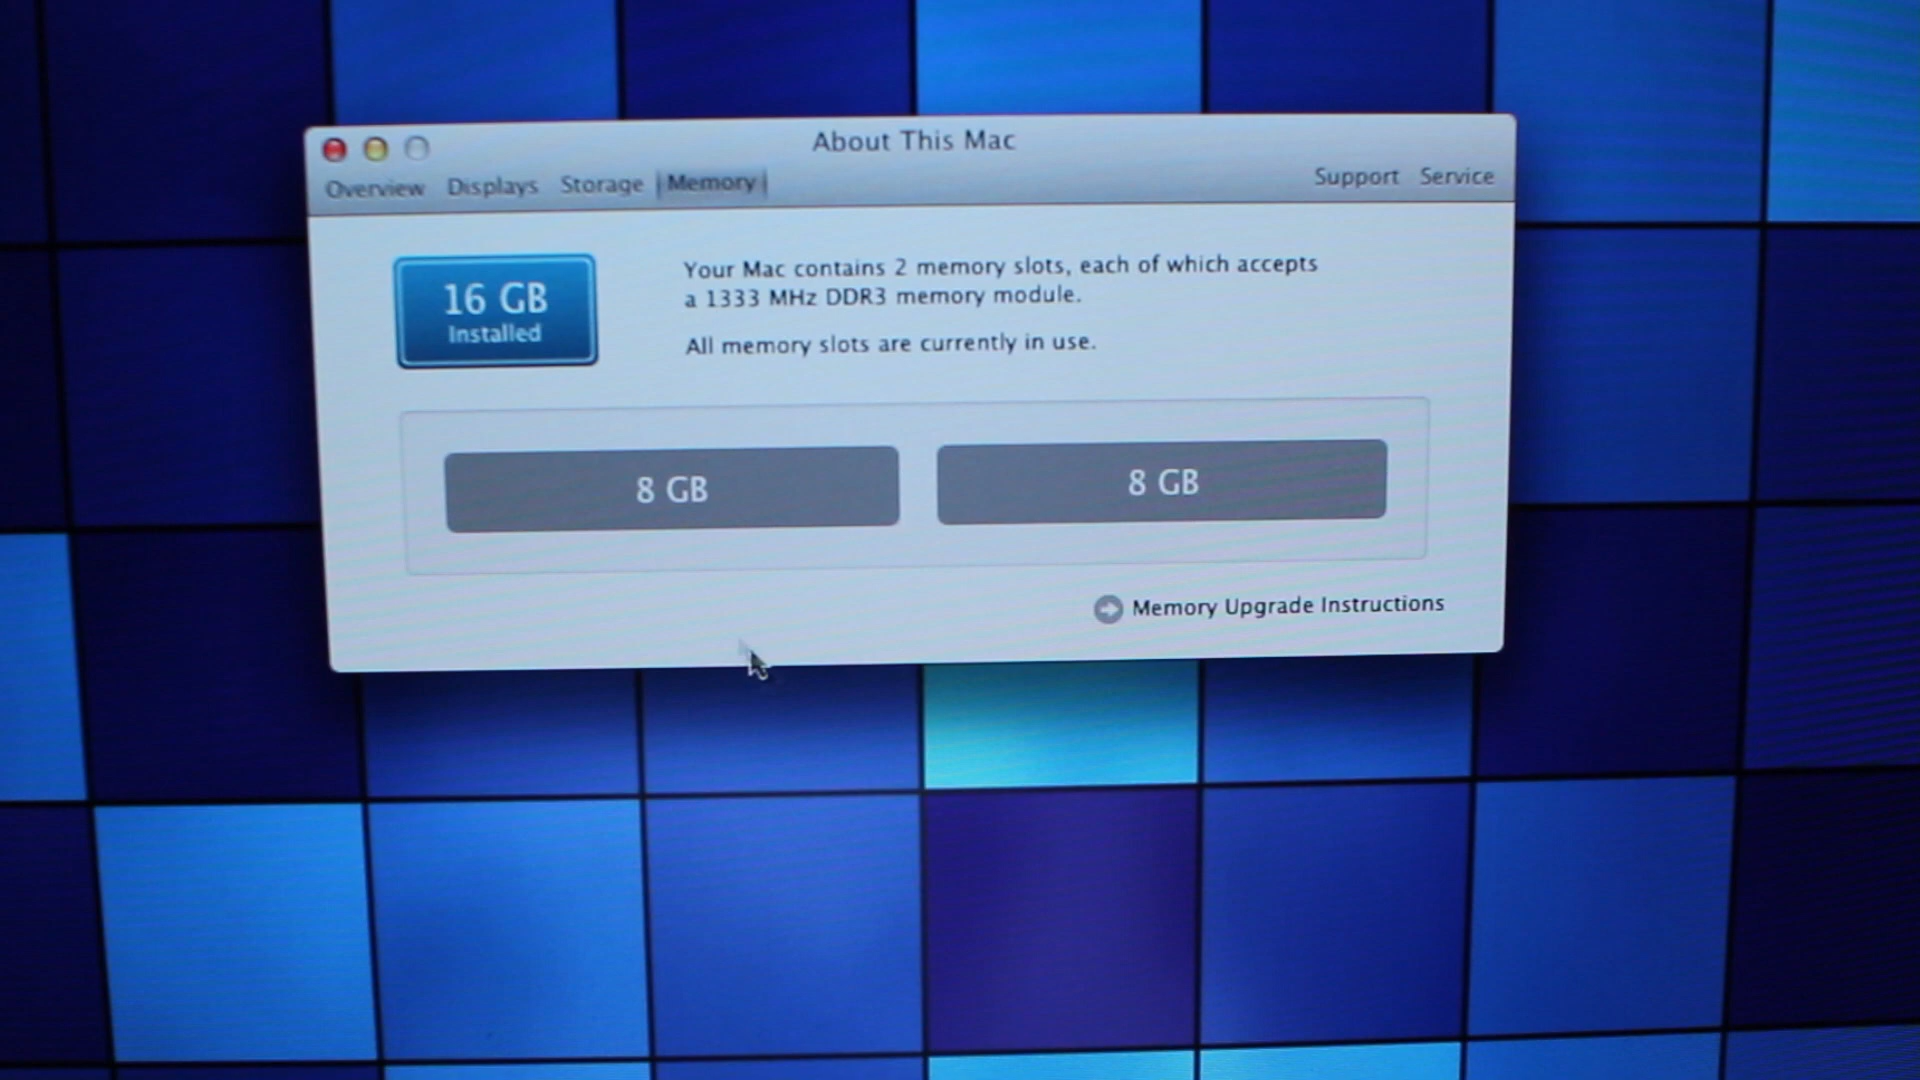 About This Mac
Overview Displays Storage Memory Support Service
16 GB
Installed
Your Mac contains 2 memory slots, each of which accepts
a 1333 MHz DDR3 memory module.
All memory slots are currently in use.
8 GB 8 GB
Memory Upgrade Instructions